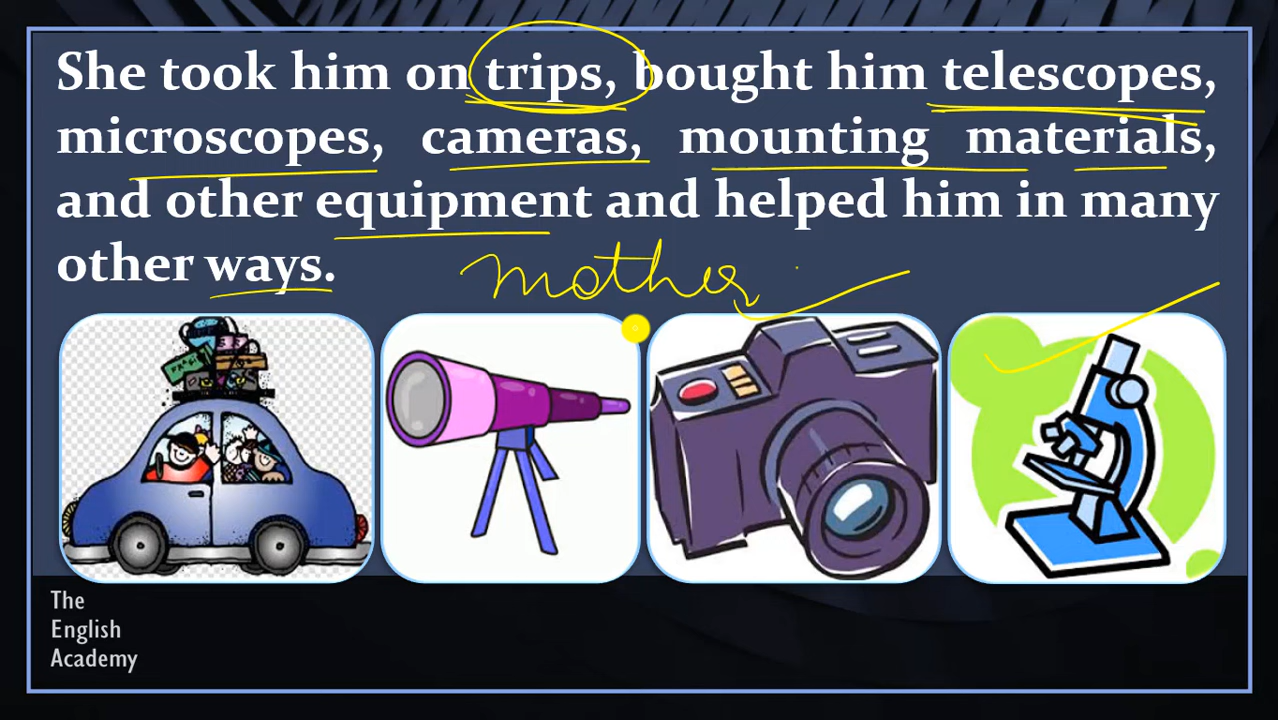 She took him on trips, bought him telescopes,
microscopes, cameras, mounting materials,
and other equipment and helped him in many
other ways.
mother
The
English
Academy